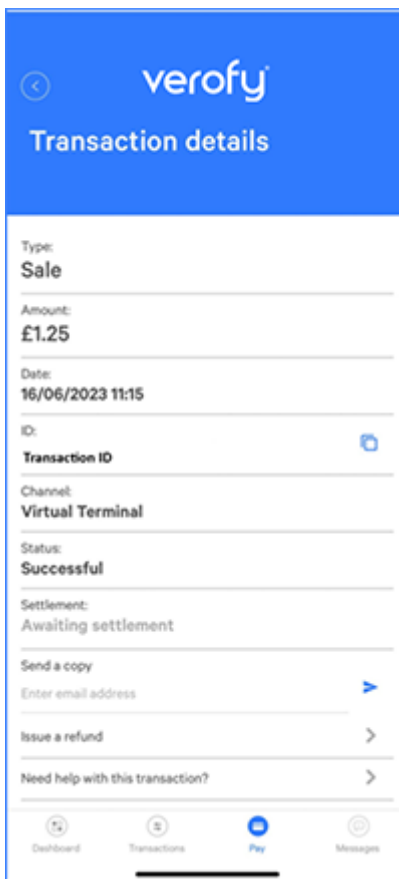 verofy
Transaction details
Type:
Sale
Amount:
£1.25
Date:
16/06/2023 11:15
ID:
Transaction ID
Channel:
Virtual Terminal
Status:
Successful
Settlement:
Awaiting settlement
Send a copy
Enter email address
Issue a refund
Need help with this transaction?
Dashboard Transactions Pay Messages